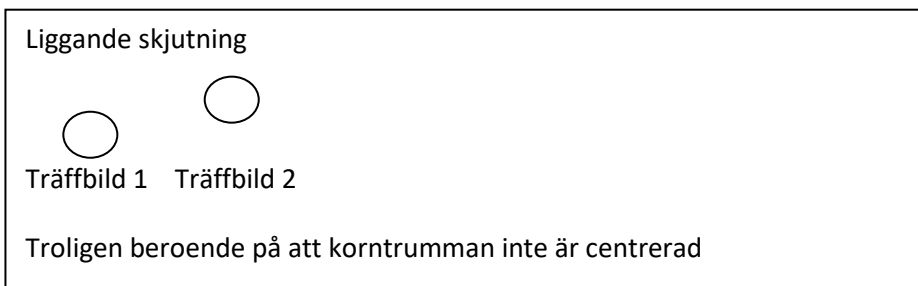 Liggande skjutning
Träffbild 1 Träffbild 2
Troligen beroende på att korntrumman inte är centrerad